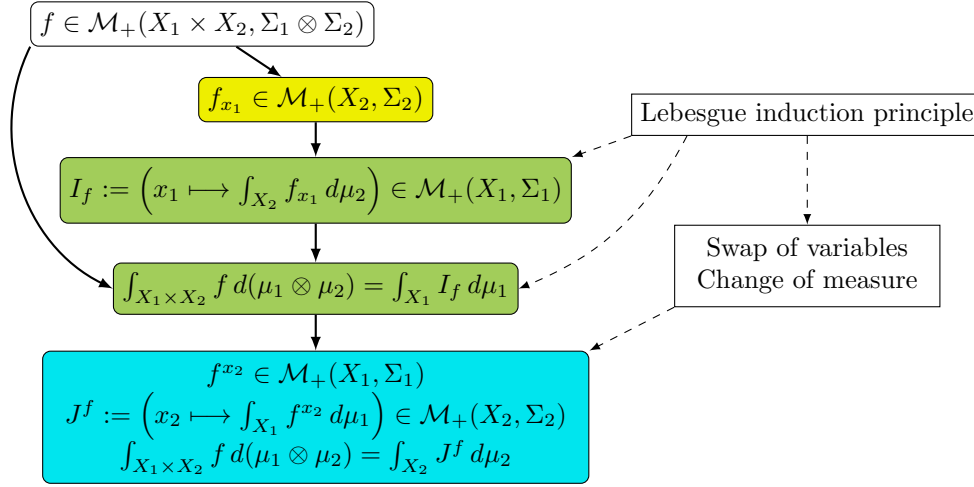 f ∈ 𝓜₊(X₁ × X₂, Σ₁ ⊗ Σ₂)
f_{x₁} ∈ 𝓜₊(X₂, Σ₂)
Lebesgue induction principle
I_f := (x₁ ⟼ ∫_{X₂} f_{x₁} dμ₂) ∈ 𝓜₊(X₁, Σ₁)
Swap of variables
Change of measure
∫_{X₁×X₂} f d(μ₁ ⊗ μ₂) = ∫_{X₁} I_f dμ₁
f^{x₂} ∈ 𝓜₊(X₁, Σ₁)
J^f := (x₂ ⟼ ∫_{X₁} f^{x₂} dμ₁) ∈ 𝓜₊(X₂, Σ₂)
∫_{X₁×X₂} f d(μ₁ ⊗ μ₂) = ∫_{X₂} J^f dμ₂